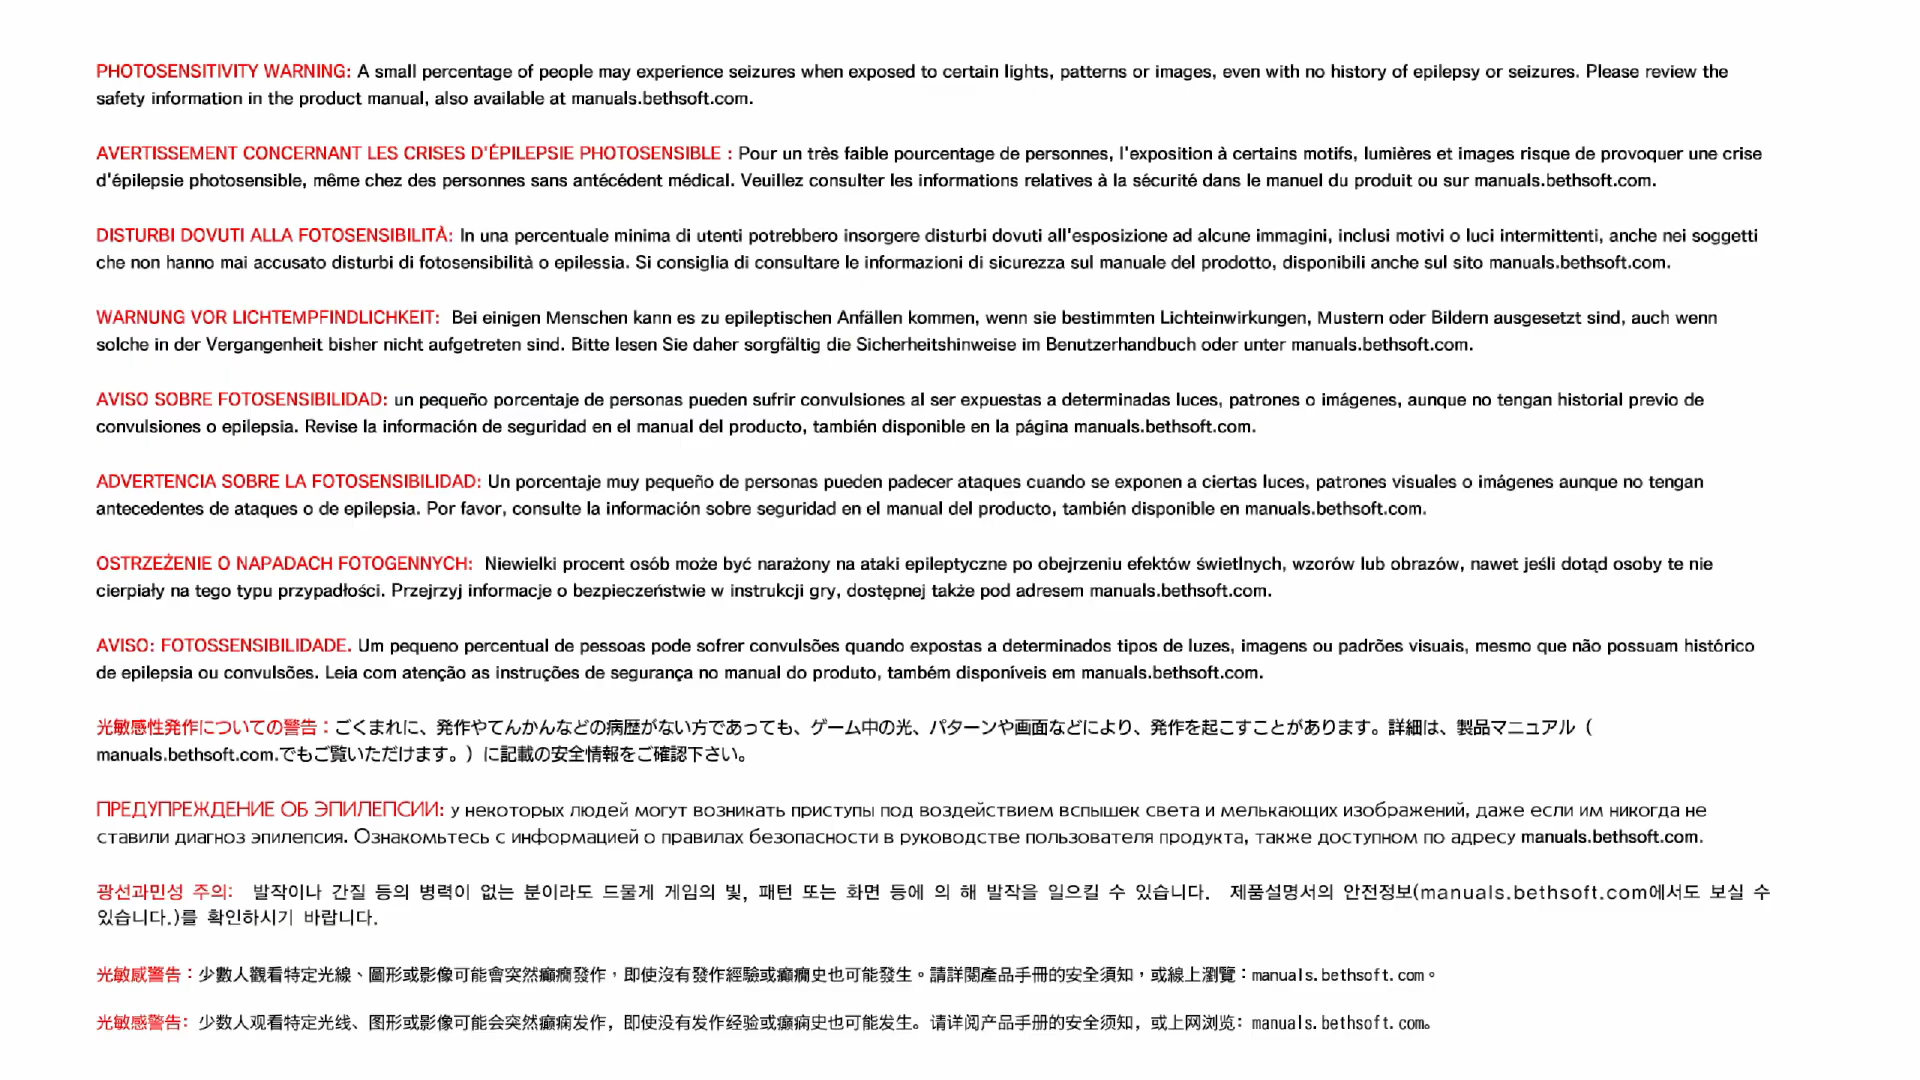 PHOTOSENSITIVITY WARNING: A small percentage of people may experience seizures when exposed to certain lights, patterns or images, even with no history of epilepsy or seizures. Please review the
safety information in the product manual, also available at manuals.bethsoft.com.
AVERTISSEMENT CONCERNANT LES CRISES D'ÉPILEPSIE PHOTOSENSIBLE : Pour un très faible pourcentage de personnes, l'exposition à certains motifs, lumières et images risque de provoquer une crise
d'épilepsie photosensible, même chez des personnes sans antécédent médical. Veuillez consulter les informations relatives à la sécurité dans le manuel du produit ou sur manuals.bethsoft.com.
DISTURBI DOVUTI ALLA FOTOSENSIBILITÀ: In una percentuale minima di utenti potrebbero insorgere disturbi dovuti all'esposizione ad alcune immagini, inclusi motivi o luci intermittenti, anche nei soggetti
che non hanno mai accusato disturbi di fotosensibilità o epilessia. Si consiglia di consultare le informazioni di sicurezza sul manuale del prodotto, disponibili anche sul sito manuals.bethsoft.com.
WARNUNG VOR LICHTEMPFINDLICHKEIT: Bei einigen Menschen kann es zu epileptischen Anfällen kommen, wenn sie bestimmten Lichteinwirkungen, Mustern oder Bildern ausgesetzt sind, auch wenn
solche in der Vergangenheit bisher nicht aufgetreten sind. Bitte lesen Sie daher sorgfältig die Sicherheitshinweise im Benutzerhandbuch oder unter manuals.bethsoft.com.
AVISO SOBRE FOTOSENSIBILIDAD: un pequeño porcentaje de personas pueden sufrir convulsiones al ser expuestas a determinadas luces, patrones o imágenes, aunque no tengan historial previo de
convulsiones o epilepsia. Revise la información de seguridad en el manual del producto, también disponible en la página manuals.bethsoft.com.
ADVERTENCIA SOBRE LA FOTOSENSIBILIDAD: Un porcentaje muy pequeño de personas pueden padecer ataques cuando se exponen a ciertas luces, patrones visuales o imágenes aunque no tengan
antecedentes de ataques o de epilepsia. Por favor, consulte la información sobre seguridad en el manual del producto, también disponible en manuals.bethsoft.com.
OSTRZEŻENIE O NAPADACH FOTOGENNYCH: Niewielki procent osób może być narażony na ataki epileptyczne po obejrzeniu efektów świetlnych, wzorów lub obrazów, nawet jeśli dotąd osoby te nie
cierpiały na tego typu przypadłości. Przejrzyj informacje o bezpieczeństwie w instrukcji gry, dostępnej także pod adresem manuals.bethsoft.com.
AVISO: FOTOSSENSIBILIDADE. Um pequeno percentual de pessoas pode sofrer convulsões quando expostas a determinados tipos de luzes, imagens ou padrões visuais, mesmo que não possuam histórico
de epilepsia ou convulsões. Leia com atenção as instruções de segurança no manual do produto, também disponíveis em manuals.bethsoft.com.
光敏感性発作についての警告：ごくまれに、発作やてんかんなどの病歴がない方であっても、ゲーム中の光、パターンや画面などにより、発作を起こすことがあります。詳細は、製品マニュアル（
manuals.bethsoft.com.でもご覧いただけます。）に記載の安全情報をご確認下さい。
ПРЕДУПРЕЖДЕНИЕ ОБ ЭПИЛЕПСИИ: у некоторых людей могут возникать приступы под воздействием вспышек света и мелькающих изображений, даже если им никогда не
ставили диагноз эпилепсия. Ознакомьтесь с информацией о правилах безопасности в руководстве пользователя продукта, также доступном по адресу manuals.bethsoft.com.
광선과민성 주의: 발작이나 간질 등의 병력이 없는 분이라도 드물게 게임의 빛, 패턴 또는 화면 등에 의 해 발작을 일으킬 수 있습니다. 제품설명서의 안전정보(manuals.bethsoft.com에서도 보실 수
있습니다.)를 확인하시기 바랍니다.
光敏感警告：少數人觀看特定光線、圖形或影像可能會突然癲癇發作，即使沒有發作經驗或癲癇史也可能發生。請詳閱產品手冊的安全須知，或線上瀏覽：manuals.bethsoft.com。
光敏感警告：少数人观看特定光线、图形或影像可能会突然癫痫发作，即使没有发作经验或癫痫史也可能发生。请详阅产品手册的安全须知，或上网浏览：manuals.bethsoft.com。